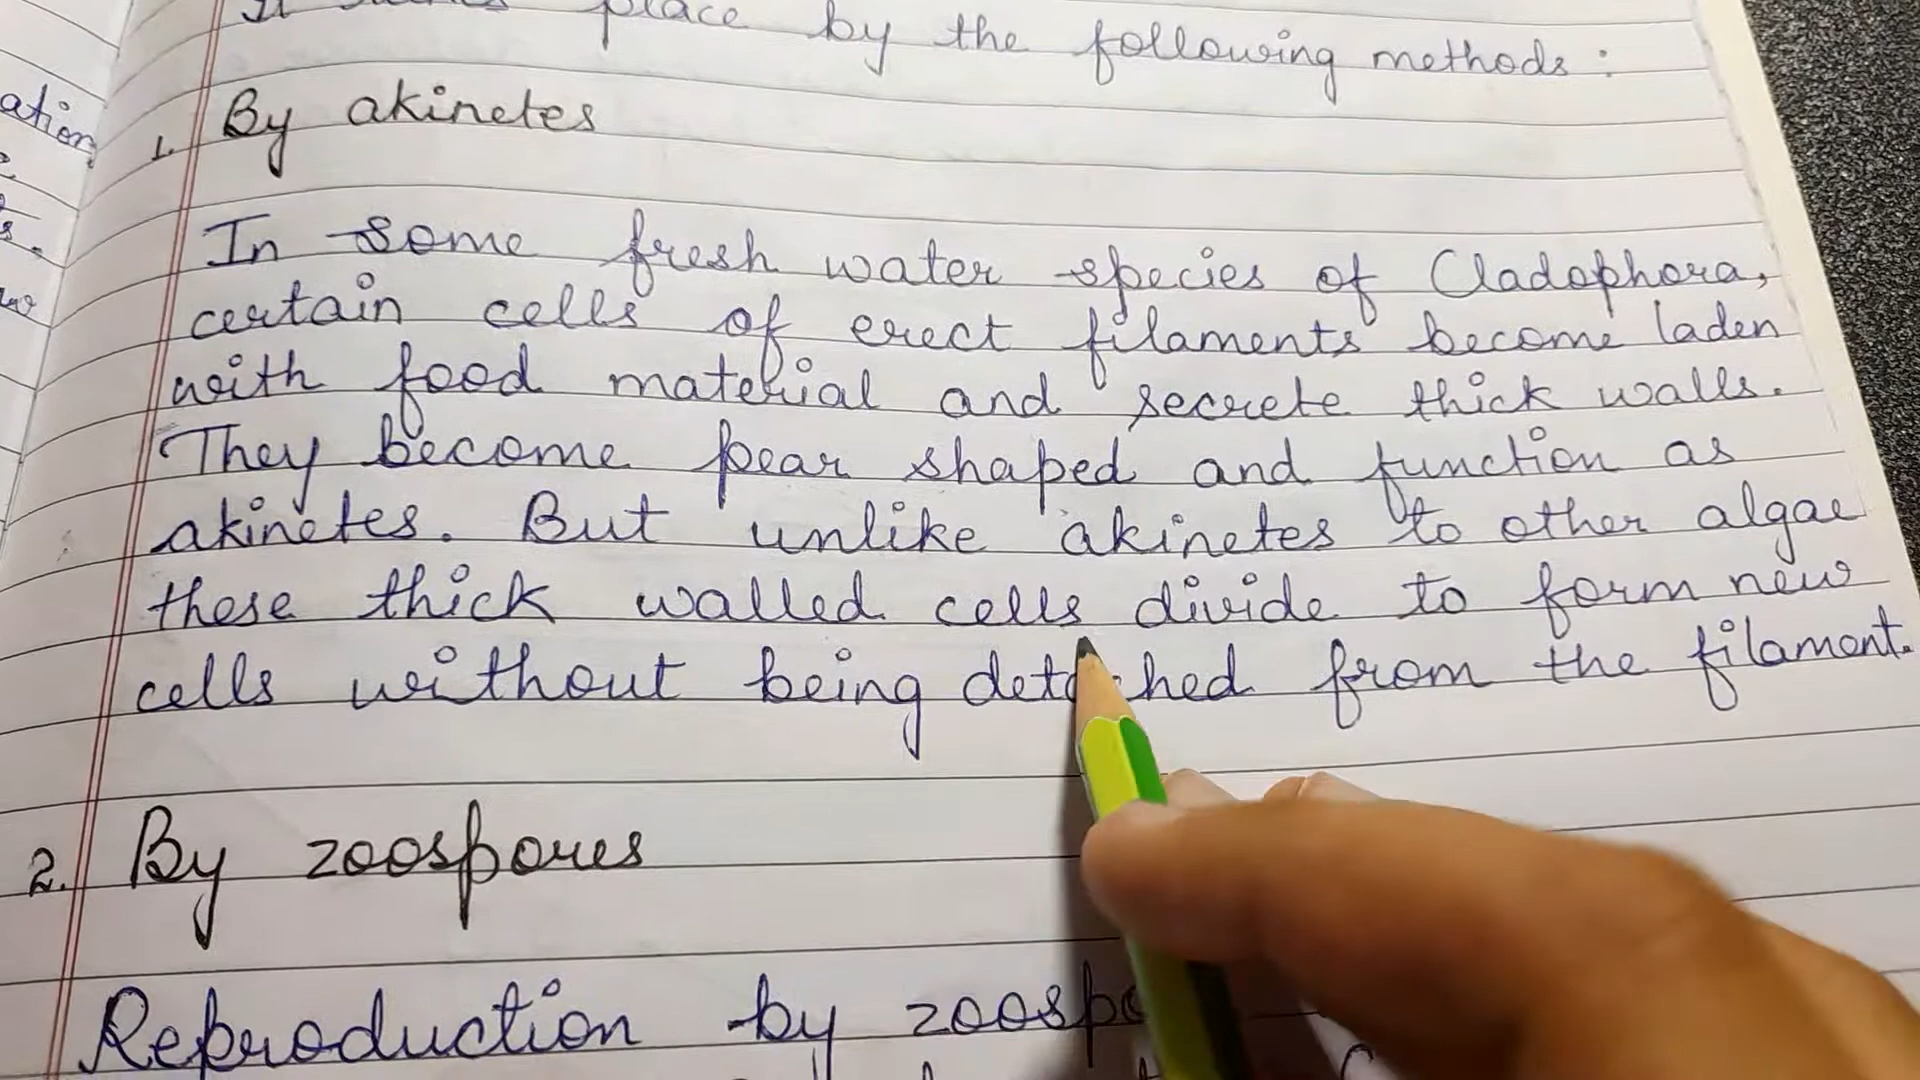 place by the following methods:
1. By akinetes
In some fresh water species of Cladophora,
certain cells of erect filaments become laden
with food material and secrete thick walls.
They become pear shaped and function as
akinetes. But unlike akinetes to other algae
these thick walled cells divide to form new
cells without being detached from the filament.
2. By zoospores
Reproduction by